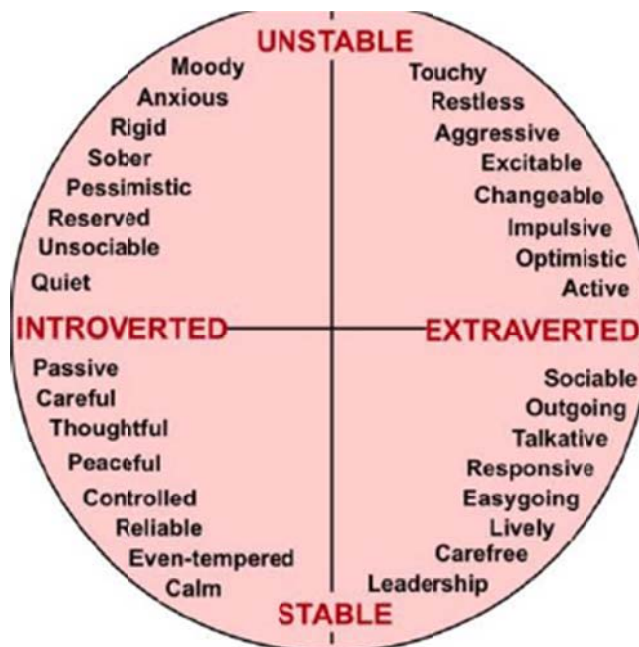 UNSTABLE
Moody
Anxious
Rigid
Sober
Pessimistic
Reserved
Unsociable
Quiet
Touchy
Restless
Aggressive
Excitable
Changeable
Impulsive
Optimistic
Active
INTROVERTED
EXTRAVERTED
Passive
Careful
Thoughtful
Peaceful
Controlled
Reliable
Even-tempered
Calm
Sociable
Outgoing
Talkative
Responsive
Easygoing
Lively
Carefree
Leadership
STABLE